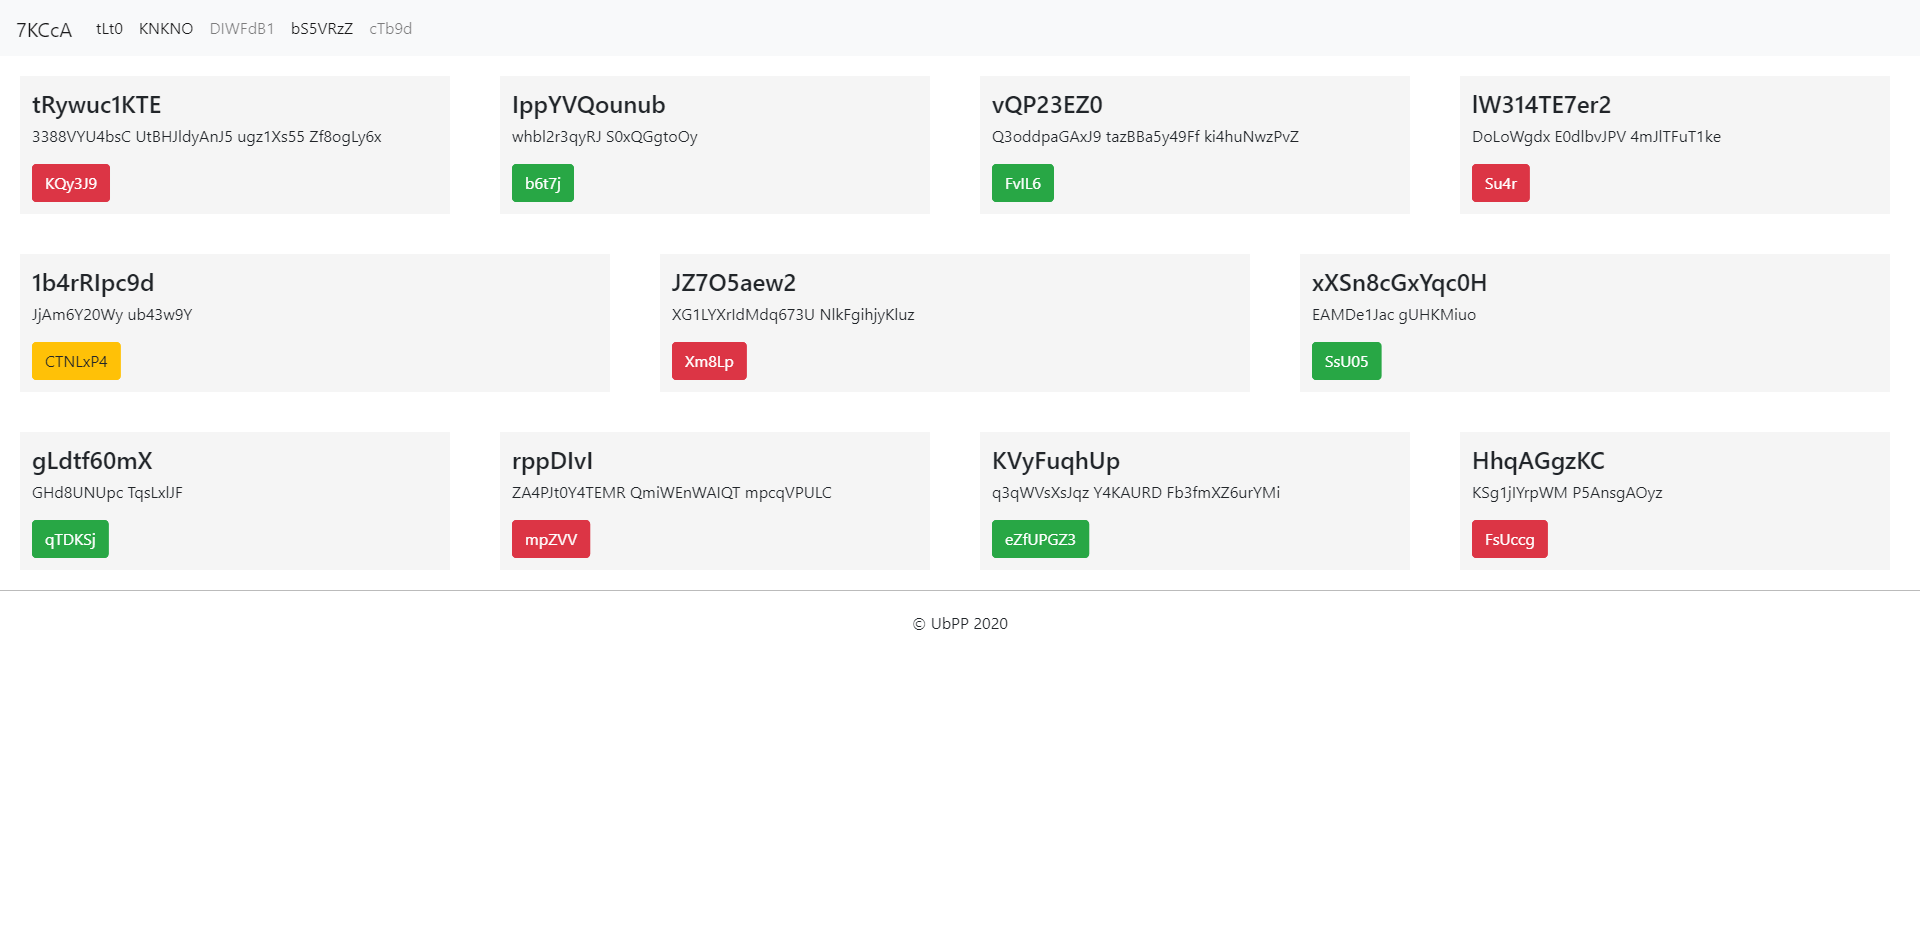 7KCcA tLt0 KNKNO DIWFdB1 bS5VRzZ cTb9d
tRywuc1KTE
3388VYU4bsC UtBHJldyAnJ5 ugz1Xs55 Zf8ogLy6x
KQy3J9
IppYVQounub
whbl2r3qyRJ S0xQGgtoOy
b6t7j
vQP23EZ0
Q3oddpaGAxJ9 tazBBa5y49Ff ki4huNwzPvZ
FvIL6
lW314TE7er2
DoLoWgdx E0dlbvJPV 4mJlTFuT1ke
Su4r
1b4rRIpc9d
JjAm6Y20Wy ub43w9Y
CTNLxP4
JZ7O5aew2
XG1LYXrIdMdq673U NlkFgihjyKluz
Xm8Lp
xXSn8cGxYqc0H
EAMDe1Jac gUHKMiuo
SsU05
gLdtf60mX
GHd8UNUpc TqsLxlJF
qTDKSj
rppDIvI
ZA4PJt0Y4TEMR QmiWEnWAIQT mpcqVPULC
mpZVV
KVyFuqhUp
q3qWVsXsJqz Y4KAURD Fb3fmXZ6urYMi
eZfUPGZ3
HhqAGgzKC
KSg1jIYrpWM P5AnsgAOyz
FsUccg
© UbPP 2020